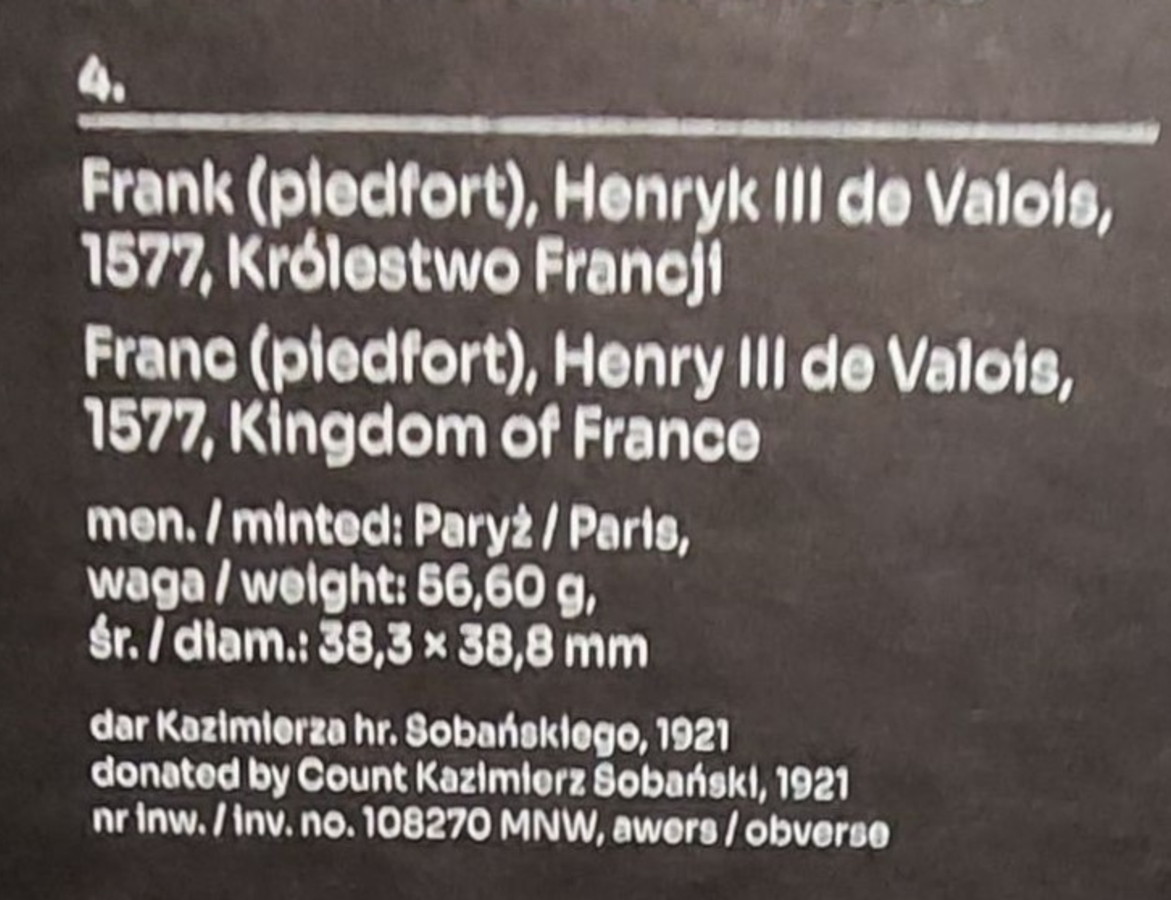 4.
Frank (piedfort), Henryk III de Valois,
1577, Królestwo Francji
Franc (piedfort), Henry III de Valois,
1577, Kingdom of France
men. / minted: Paryż / Paris,
waga / weight: 56,60 g,
śr. / diam.: 38,3 × 38,8 mm
dar Kazimierza hr. Sobańskiego, 1921
donated by Count Kazimierz Sobański, 1921
nr inw. / inv. no. 108270 MNW, awers / obverse